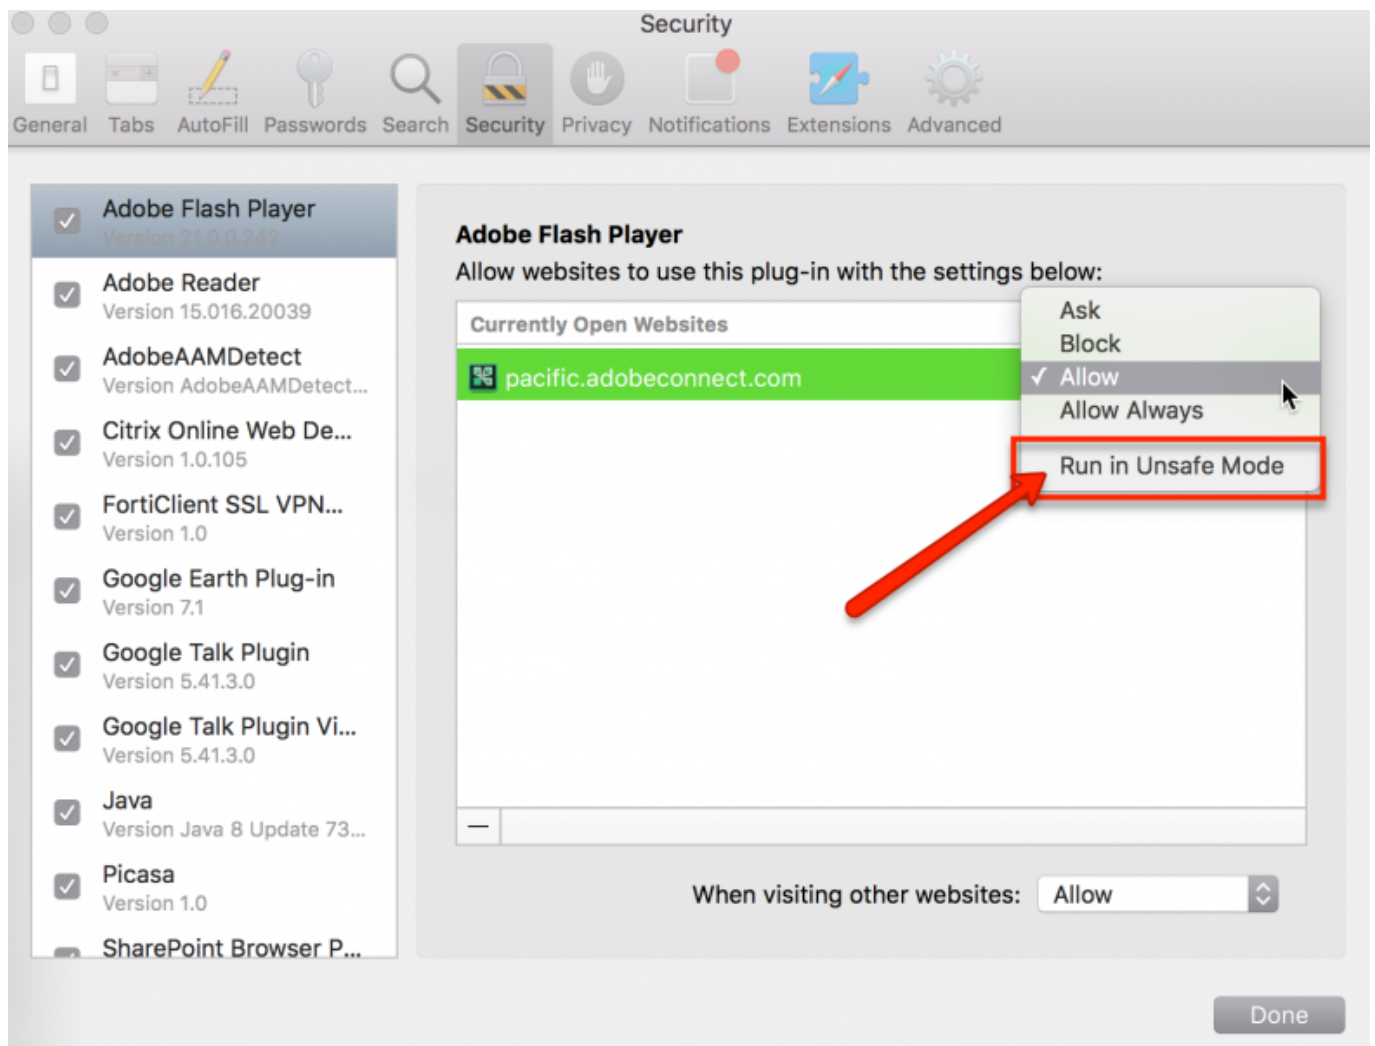 Security
General Tabs AutoFill Passwords Search Security Privacy Notifications Extensions Advanced
Adobe Flash Player
Version 21.0.0.242
Adobe Reader
Version 15.016.20039
AdobeAAMDetect
Version AdobeAAMDetect...
Citrix Online Web De...
Version 1.0.105
FortiClient SSL VPN...
Version 1.0
Google Earth Plug-in
Version 7.1
Google Talk Plugin
Version 5.41.3.0
Google Talk Plugin Vi...
Version 5.41.3.0
Java
Version Java 8 Update 73...
Picasa
Version 1.0
SharePoint Browser P...
Adobe Flash Player
Allow websites to use this plug-in with the settings below:
Currently Open Websites
pacific.adobeconnect.com
Ask
Block
✓ Allow
Allow Always
Run in Unsafe Mode
When visiting other websites: Allow
Done